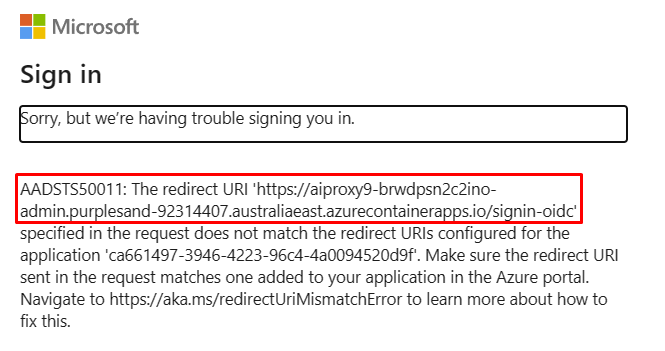 Microsoft
Sign in
Sorry, but we're having trouble signing you in.
AADSTS50011: The redirect URI 'https://aiproxy9-brwdpsn2c2ino-
admin.purplesand-92314407.australiaeast.azurecontainerapps.io/signin-oidc'
specified in the request does not match the redirect URIs configured for the
application 'ca661497-3946-4223-96c4-4a0094520d9f'. Make sure the redirect URI
sent in the request matches one added to your application in the Azure portal.
Navigate to https://aka.ms/redirectUriMismatchError to learn more about how to
fix this.